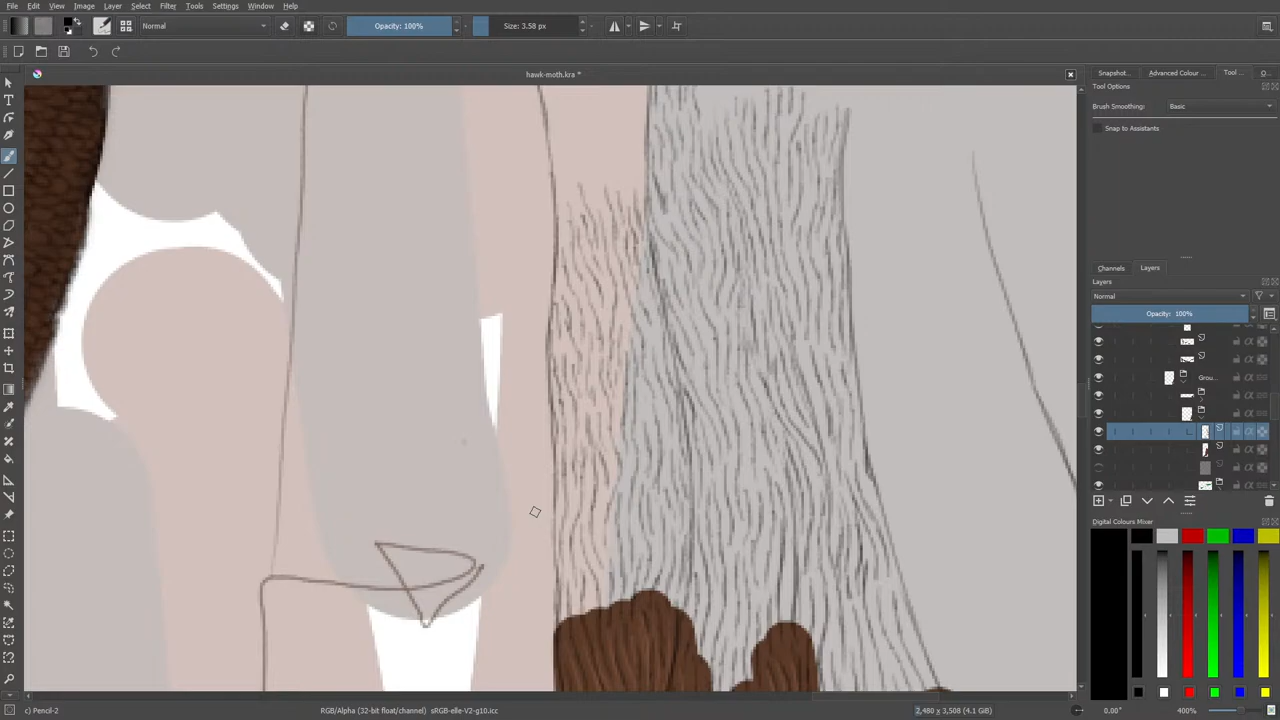 File Edit View Image Layer Select Filter Tools Settings Window Help
Normal Opacity: 100% Size: 3.58 px
hawk-moth.kra *
Snapshot... Advanced Colour ... Tool ... O...
Tool Options
Brush Smoothing: Basic
Snap to Assistants
Channels Layers
Layers
Normal
Opacity: 100%
Grou...
Digital Colours Mixer
c) Pencil-2 RGB/Alpha (32-bit float/channel) sRGB-elle-V2-g10.icc 2,480 x 3,508 (4.1 GiB) 0.00° 400%